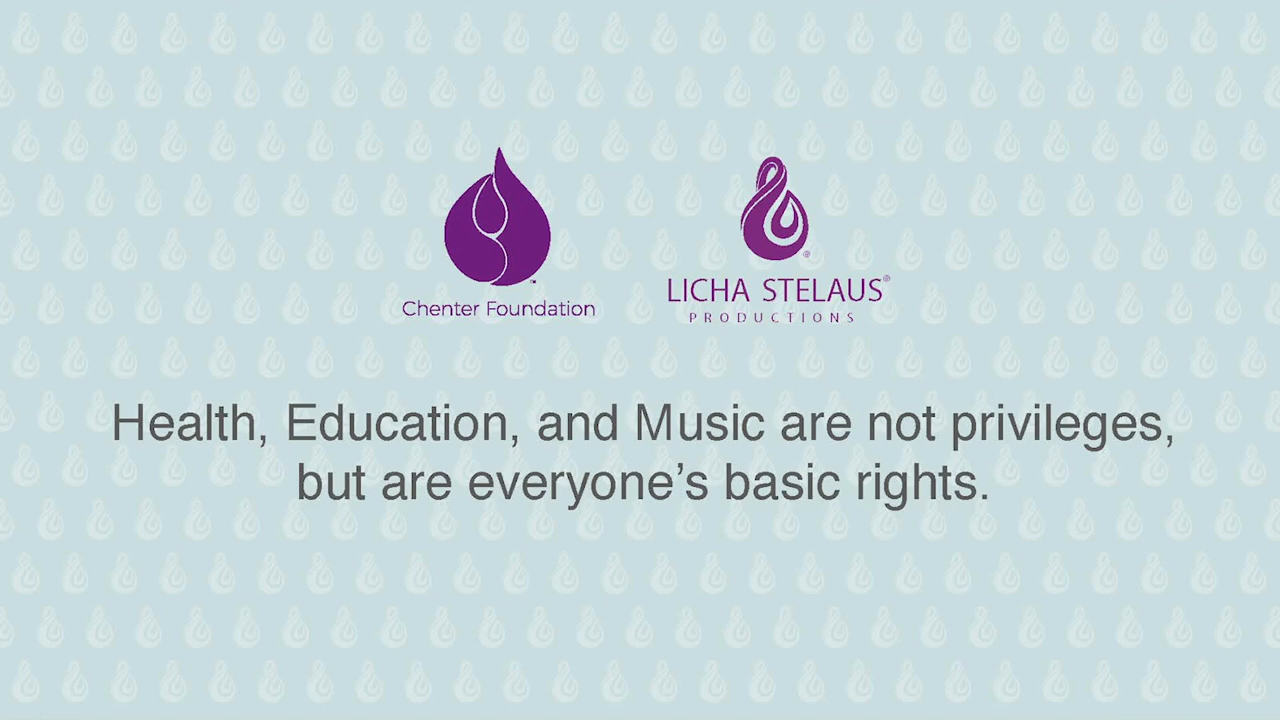 Chenter Foundation
LICHA STELAUS®
PRODUCTIONS
Health, Education, and Music are not privileges,
but are everyone’s basic rights.